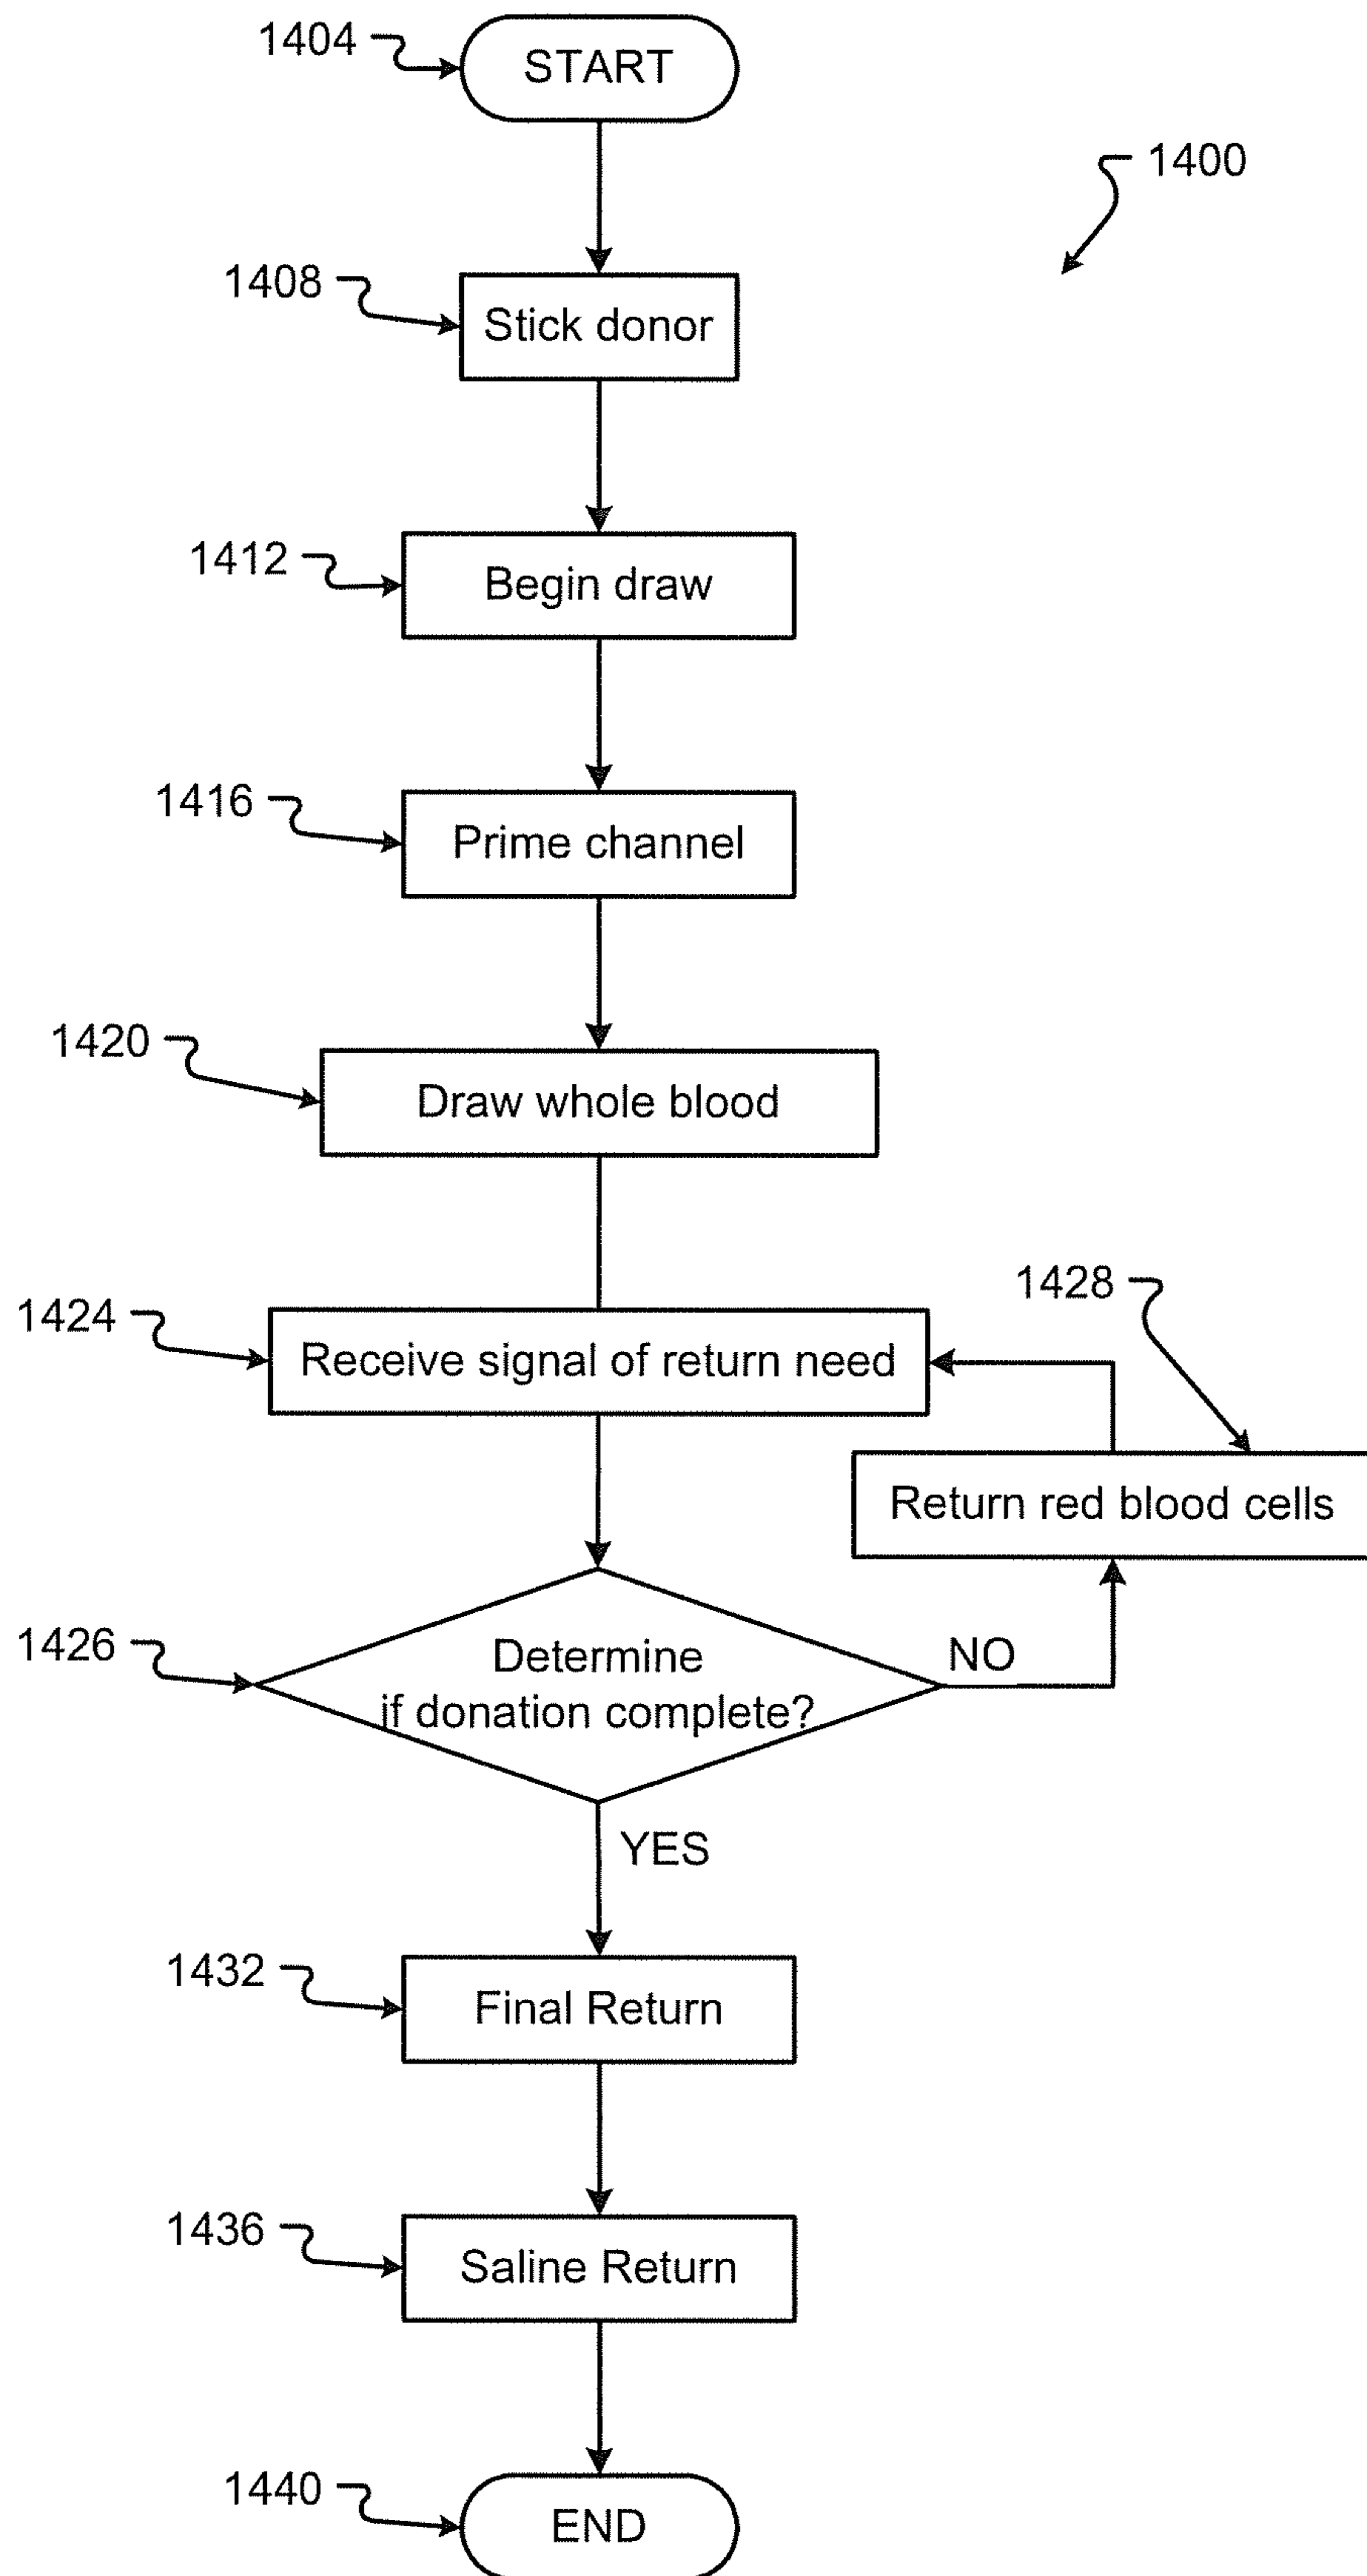 1404
START
1400
1408
Stick donor
1412
Begin draw
1416
Prime channel
1420
Draw whole blood
1428
1424
Receive signal of return need
Return red blood cells
1426
Determine
if donation complete?
NO
YES
1432
Final Return
1436
Saline Return
1440
END